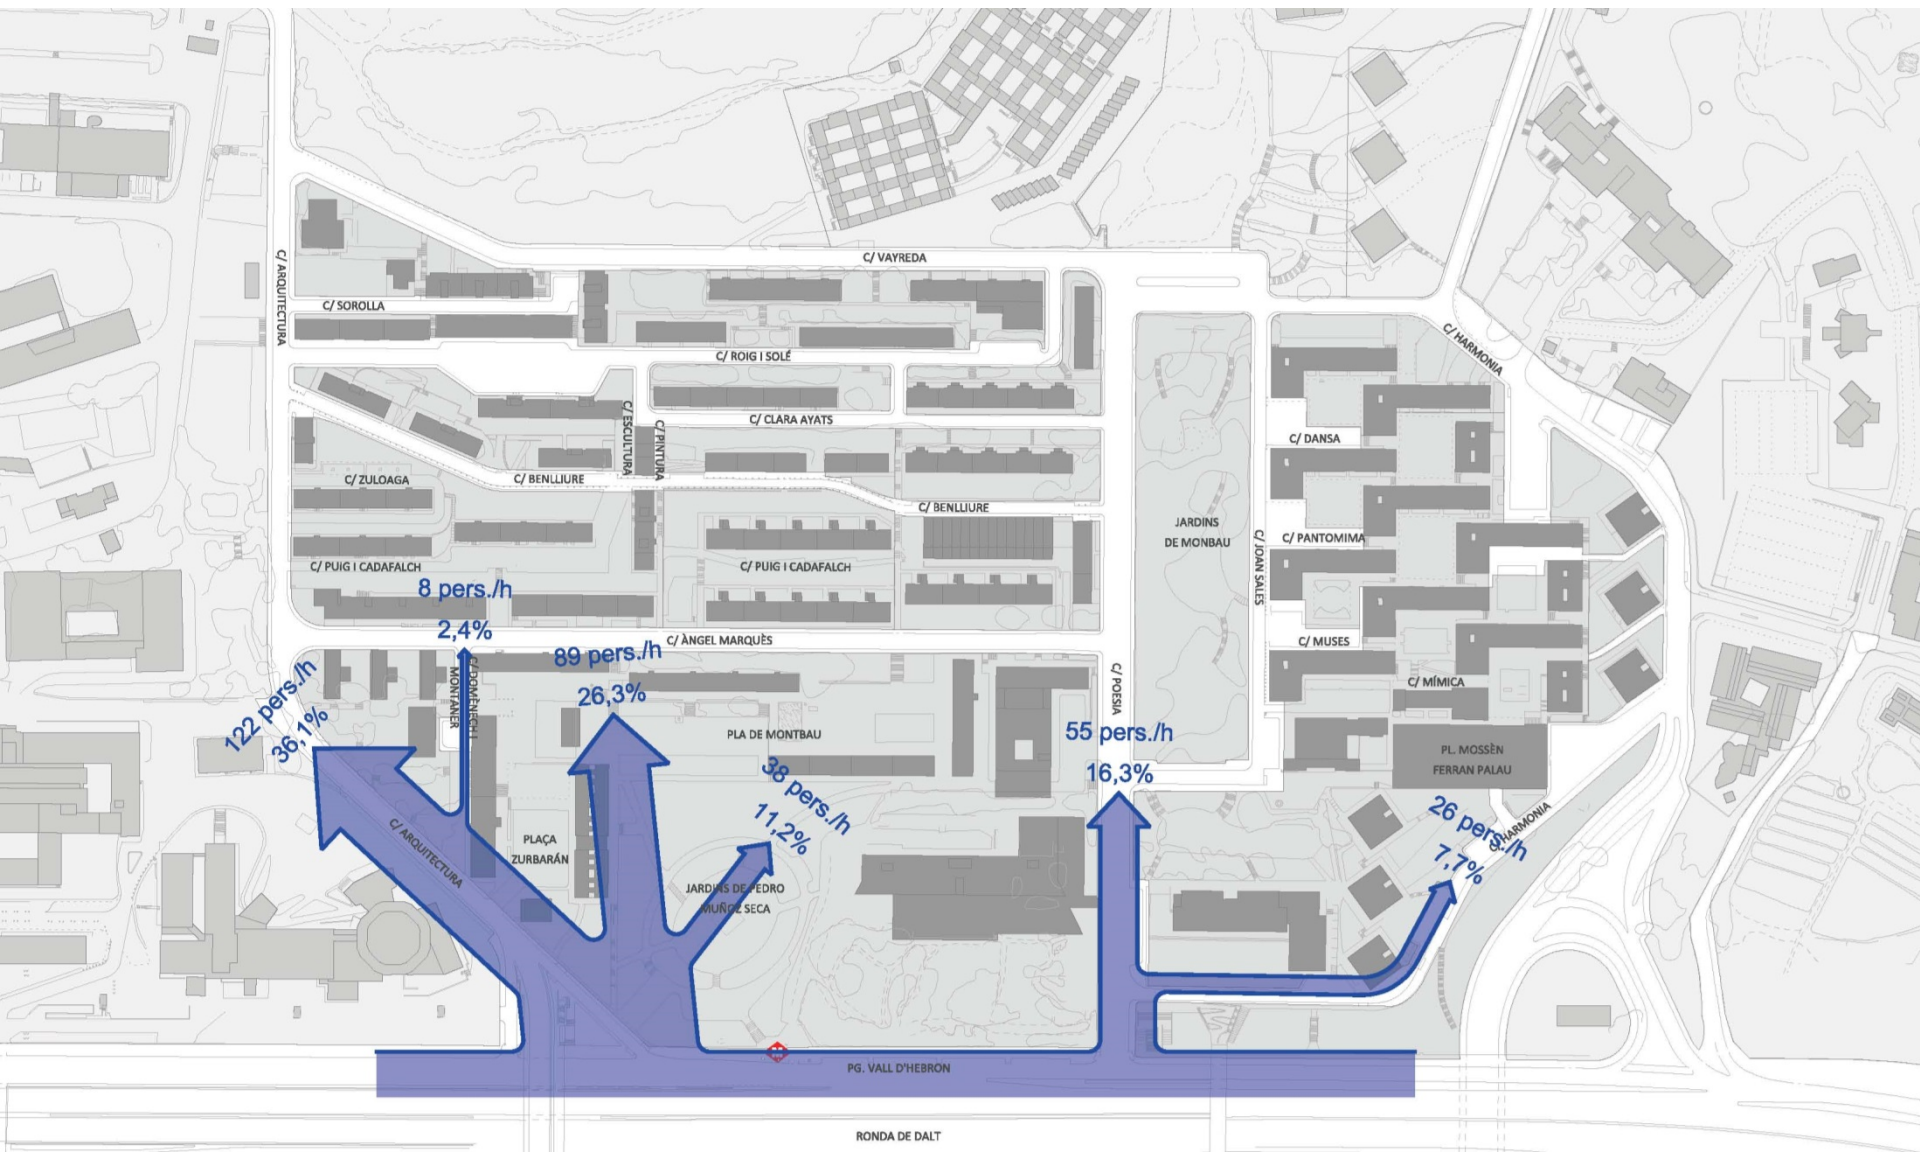 C/ VAYREDA
C/ ARQUITECTURA
C/ SOROLLA
C/ HARMONIA
C/ ROIG I SOLÉ
C/ ESCULTURA
C/ PINTURA
C/ CLARA AYATS
C/ DANSA
C/ ZULOAGA
C/ BENLLIURE
C/ BENLLIURE
JARDINS
DE MONBAU
C/ JOAN SALES
C/ PANTOMIMA
C/ PUIG I CADAFALCH
C/ PUIG I CADAFALCH
8 pers./h
2,4%
C/ ÀNGEL MARQUÈS
C/ MUSES
89 pers./h
26,3%
C/ DOMÈNECH I
MONTANER
C/ POESIA
C/ MÍMICA
122 pers./h
36,1%
PLA DE MONTBAU
55 pers./h
16,3%
PL. MOSSÈN
FERRAN PALAU
38 pers./h
11,2%
26 pers./h
7,7%
C/ HARMONIA
C/ ARQUITECTURA
PLAÇA
ZURBARÁN
JARDINS DE PEDRO
MUÑOZ SECA
PG. VALL D'HEBRON
RONDA DE DALT